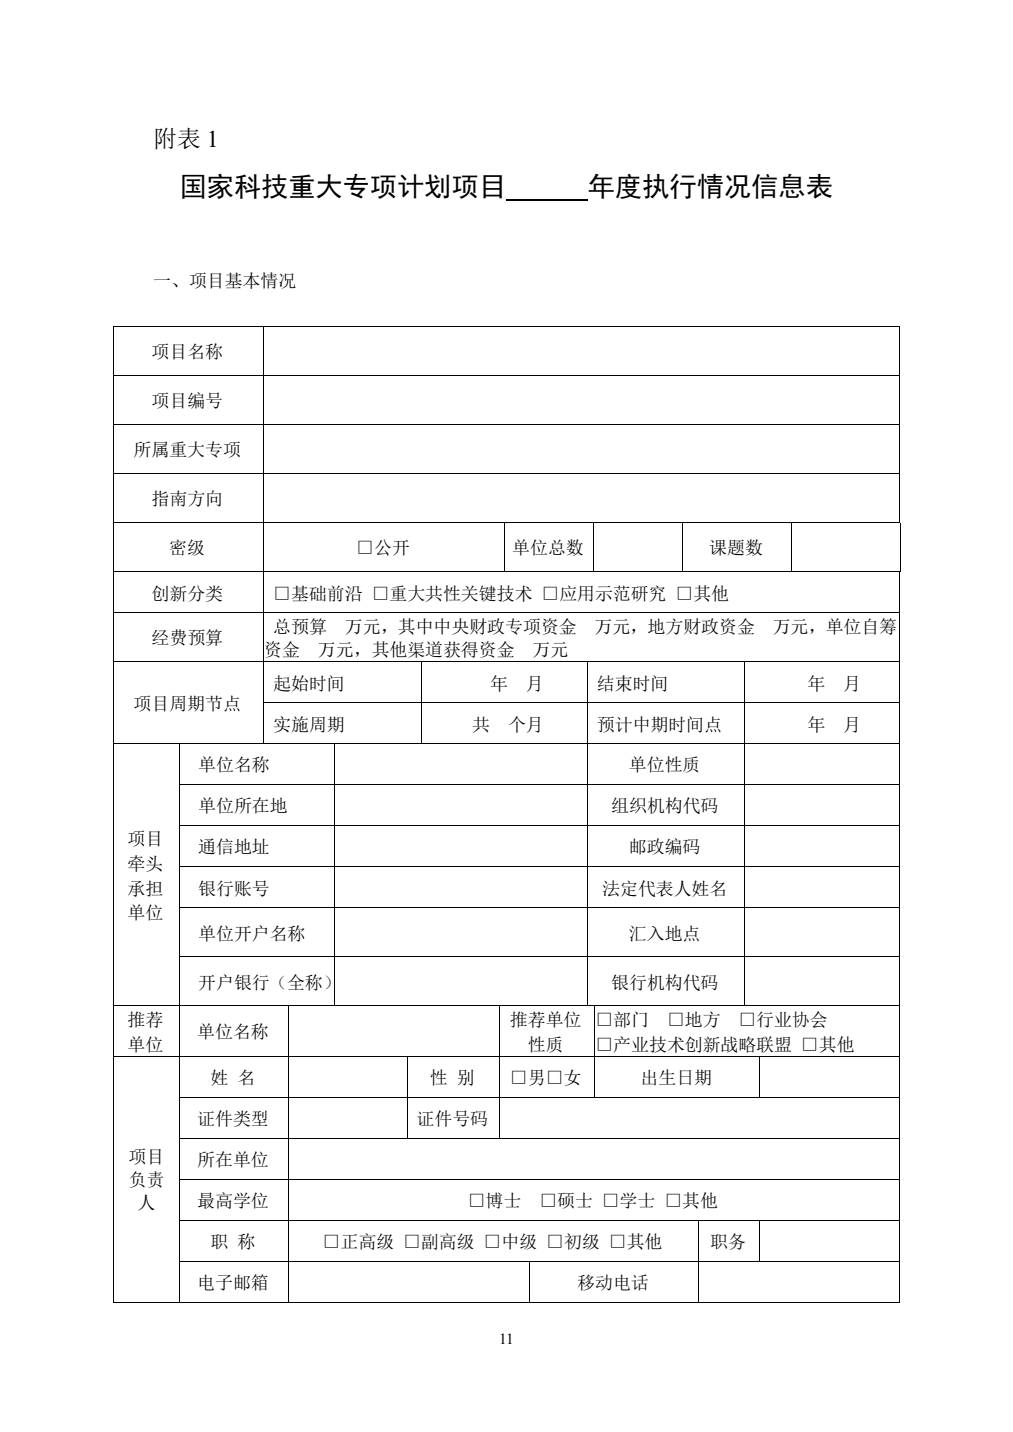 附表 1
国家科技重大专项计划项目______年度执行情况信息表
一、项目基本情况
项目名称
项目编号
所属重大专项
指南方向
密级 □公开 单位总数 课题数
创新分类 □基础前沿 □重大共性关键技术 □应用示范研究 □其他
经费预算 总预算 万元，其中中央财政专项资金 万元，地方财政资金 万元，单位自筹
资金 万元，其他渠道获得资金 万元
项目周期节点 起始时间 年 月 结束时间 年 月
实施周期 共 个月 预计中期时间点 年 月
项目
牵头
承担
单位
单位名称 单位性质
单位所在地 组织机构代码
通信地址 邮政编码
银行账号 法定代表人姓名
单位开户名称 汇入地点
开户银行（全称） 银行机构代码
推荐
单位
单位名称
推荐单位
性质
□部门 □地方 □行业协会
□产业技术创新战略联盟 □其他
项目
负责
人
姓 名 性 别 □男□女 出生日期
证件类型 证件号码
所在单位
最高学位 □博士 □硕士 □学士 □其他
职 称 □正高级 □副高级 □中级 □初级 □其他 职务
电子邮箱 移动电话
11